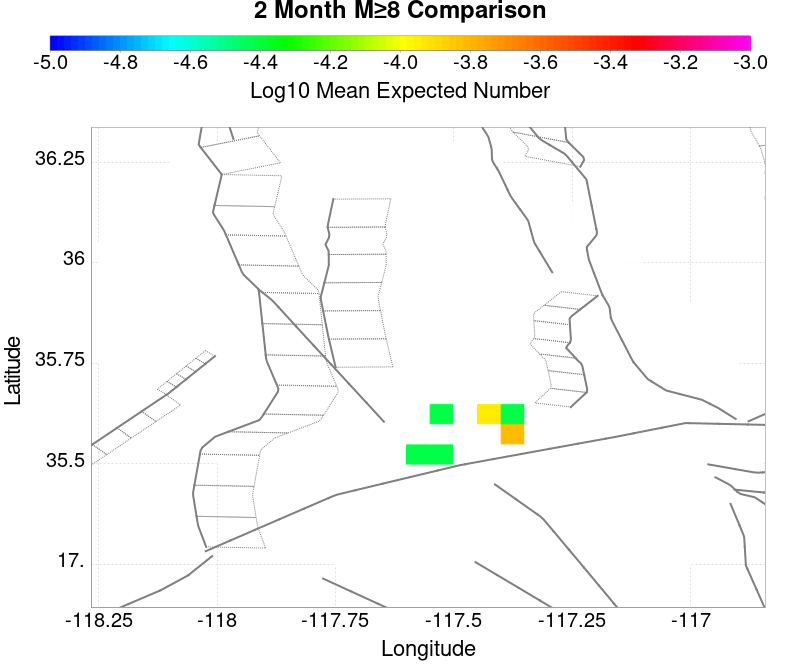 2 Month M≥8 Comparison
-5.0 -4.8 -4.6 -4.4 -4.2 -4.0 -3.8 -3.6 -3.4 -3.2 -3.0
Log10 Mean Expected Number
36.25
36
35.75
35.5
17.
Latitude
-118.25 -118 -117.75 -117.5 -117.25 -117
Longitude